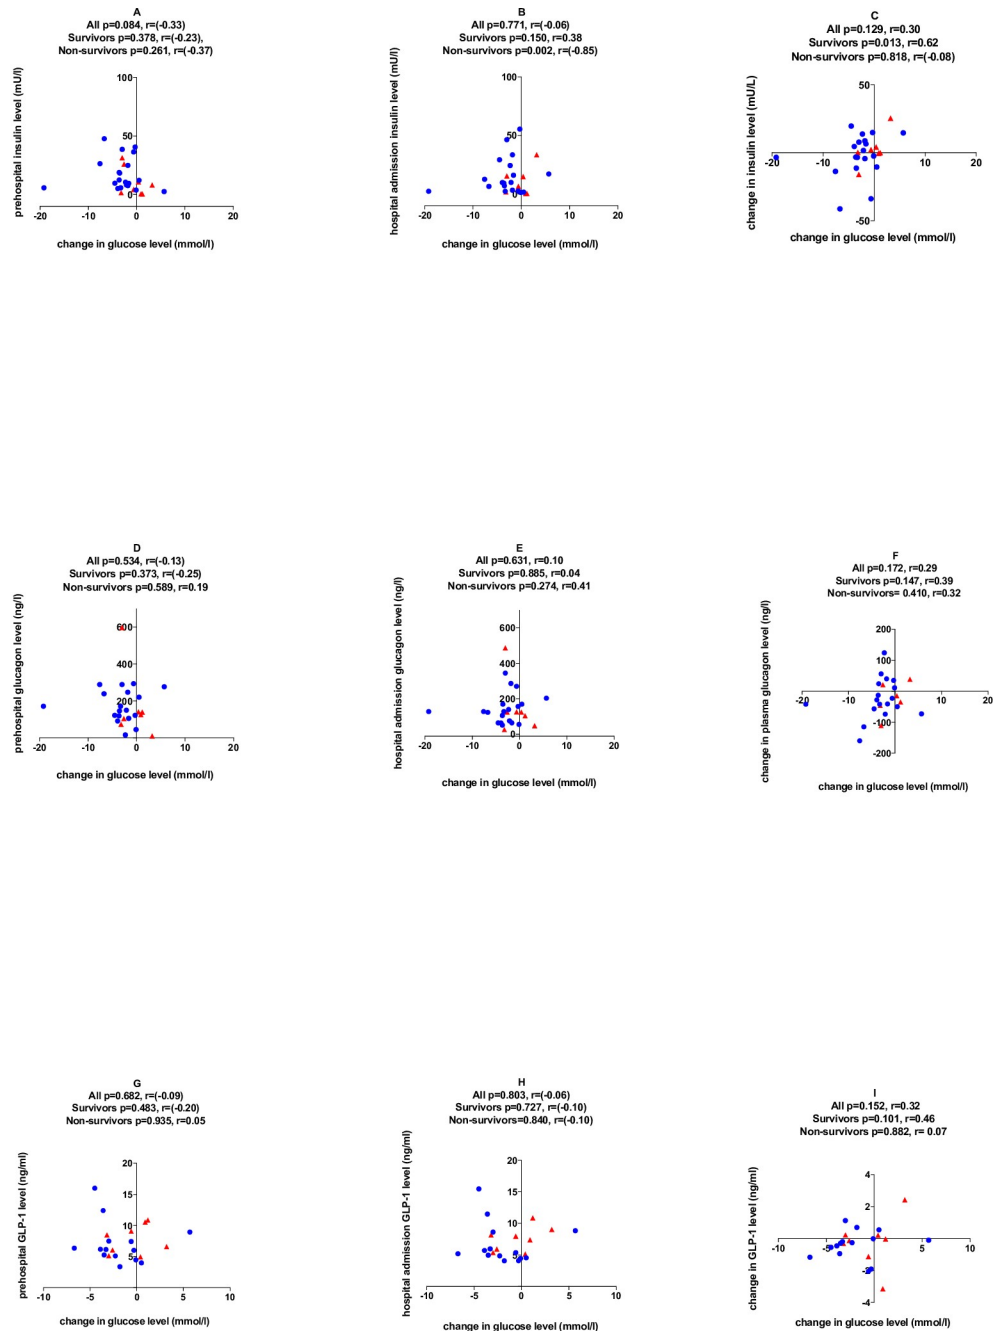 A
All p=0.084, r=(-0.33)
Survivors p=0.378, r=(-0.23),
Non-survivors p=0.261, r=(-0.37)
prehospital insulin level (mU/l)
100
50
0
-20
-10
0
10
20
change in glucose level (mmol/l)
B
All p=0.771, r=(-0.06)
Survivors p=0.150, r=0.38
Non-survivors p=0.002, r=(-0.85)
hospital admission insulin level (mU/l)
100
50
0
-20
-10
0
10
20
change in glucose level (mmol/l)
C
All p=0.129, r=0.30
Survivors p=0.013, r=0.62
Non-survivors p=0.818, r=(-0.08)
change in insulin level (mU/L)
50
-20
-10
10
20
-50
change in glucose level (mmol/l)
D
All p=0.534, r=(-0.13)
Survivors p=0.373, r=(-0.25)
Non-survivors p=0.589, r=0.19
prehospital glucagon level (ng/l)
600
400
200
-20
-10
0
10
20
change in glucose level (mmol/l)
E
All p=0.631, r=0.10
Survivors p=0.885, r=0.04
Non-survivors p=0.274, r=0.41
hospital admission glucagon level (ng/l)
600
400
200
0
-20
-10
0
10
20
change in glucose level (mmol/l)
F
All p=0.172, r=0.29
Survivors p=0.147, r=0.39
Non-survivors= 0.410, r=0.32
change in plasma glucagon level (ng/l)
200
100
-20
-10
10
20
-100
-200
change in glucose level (mmol/l)
G
All p=0.682, r=(-0.09)
Survivors p=0.483, r=(-0.20)
Non-survivors p=0.935, r=0.05
prehospital GLP-1 level (ng/ml)
20
15
10
5
-10
-5
0
5
10
change in glucose level (mmol/l)
H
All p=0.803, r=(-0.06)
Survivors p=0.727, r=(-0.10)
Non-survivors=0.840, r=(-0.10)
hospital admission GLP-1 level (ng/ml)
20
15
10
5
-10
-5
0
5
10
change in glucose level (mmol/l)
I
All p=0.152, r=0.32
Survivors p=0.101, r=0.46
Non-survivors p=0.882, r= 0.07
change in GLP-1 level (ng/ml)
4
2
-10
-5
5
10
-2
-4
change in glucose level (mmol/l)